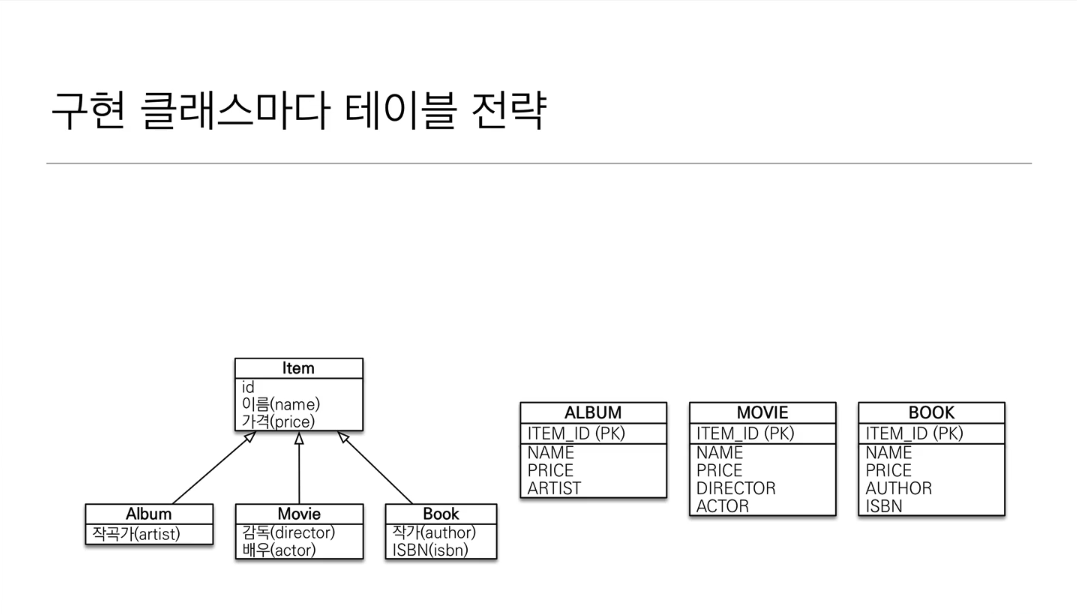 구현 클래스마다 테이블 전략
Item
id
이름(name)
가격(price)
Album
작곡가(artist)
Movie
감독(director)
배우(actor)
Book
작가(author)
ISBN(isbn)
ALBUM
ITEM_ID (PK)
NAME
PRICE
ARTIST
MOVIE
ITEM_ID (PK)
NAME
PRICE
DIRECTOR
ACTOR
BOOK
ITEM_ID (PK)
NAME
PRICE
AUTHOR
ISBN